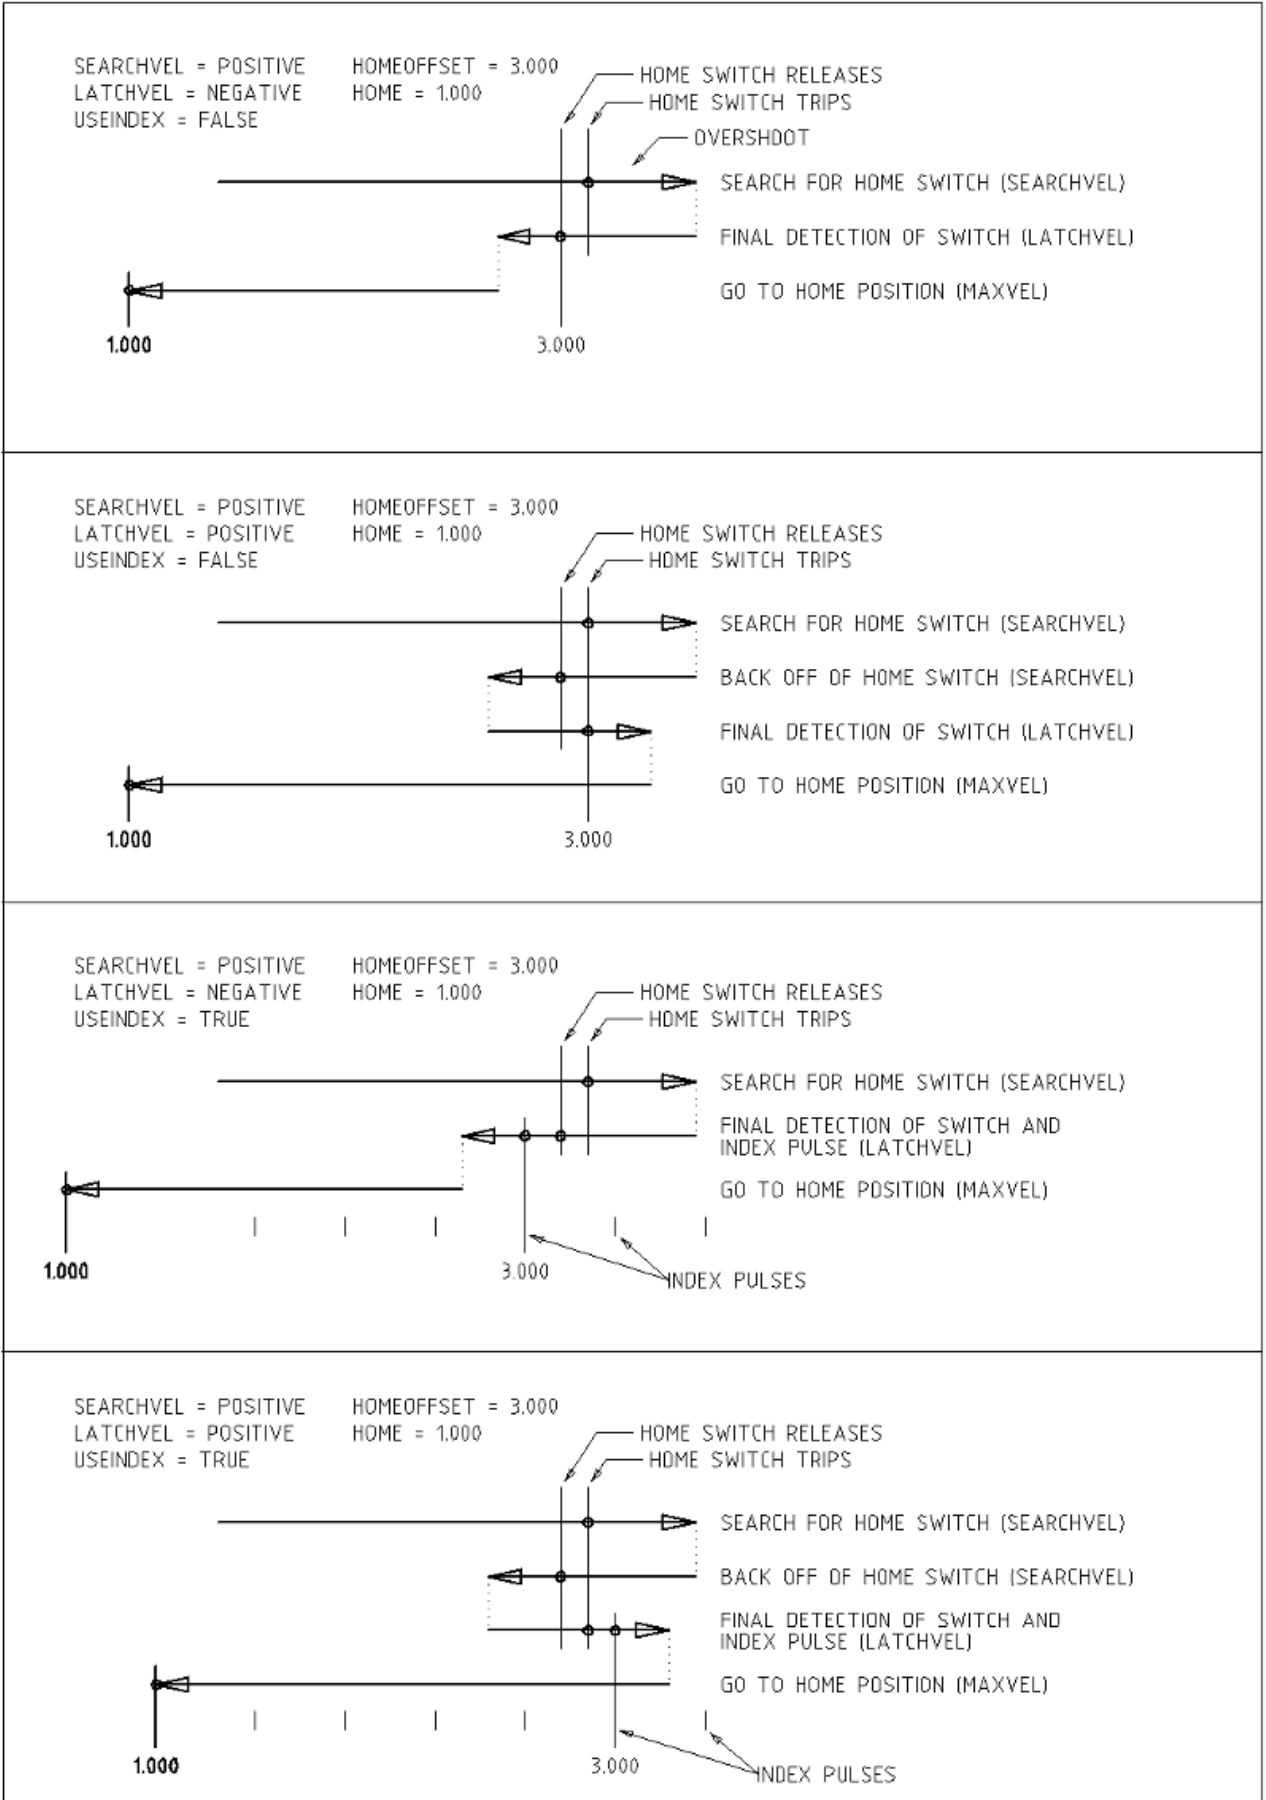 SEARCHVEL = POSITIVE HOMEOFFSET = 3.000
LATCHVEL = NEGATIVE HOME = 1.000
USEINDEX = FALSE
HOME SWITCH RELEASES
HOME SWITCH TRIPS
OVERSHOOT
SEARCH FOR HOME SWITCH (SEARCHVEL)
FINAL DETECTION OF SWITCH (LATCHVEL)
GO TO HOME POSITION (MAXVEL)
1.000 3.000
SEARCHVEL = POSITIVE HOMEOFFSET = 3.000
LATCHVEL = POSITIVE HOME = 1.000
USEINDEX = FALSE
HOME SWITCH RELEASES
HOME SWITCH TRIPS
SEARCH FOR HOME SWITCH (SEARCHVEL)
BACK OFF OF HOME SWITCH (SEARCHVEL)
FINAL DETECTION OF SWITCH (LATCHVEL)
GO TO HOME POSITION (MAXVEL)
1.000 3.000
SEARCHVEL = POSITIVE HOMEOFFSET = 3.000
LATCHVEL = NEGATIVE HOME = 1.000
USEINDEX = TRUE
HOME SWITCH RELEASES
HOME SWITCH TRIPS
SEARCH FOR HOME SWITCH (SEARCHVEL)
FINAL DETECTION OF SWITCH AND
INDEX PULSE (LATCHVEL)
GO TO HOME POSITION (MAXVEL)
1.000 3.000
INDEX PULSES
SEARCHVEL = POSITIVE HOMEOFFSET = 3.000
LATCHVEL = POSITIVE HOME = 1.000
USEINDEX = TRUE
HOME SWITCH RELEASES
HOME SWITCH TRIPS
SEARCH FOR HOME SWITCH (SEARCHVEL)
BACK OFF OF HOME SWITCH (SEARCHVEL)
FINAL DETECTION OF SWITCH AND
INDEX PULSE (LATCHVEL)
GO TO HOME POSITION (MAXVEL)
1.000 3.000
INDEX PULSES